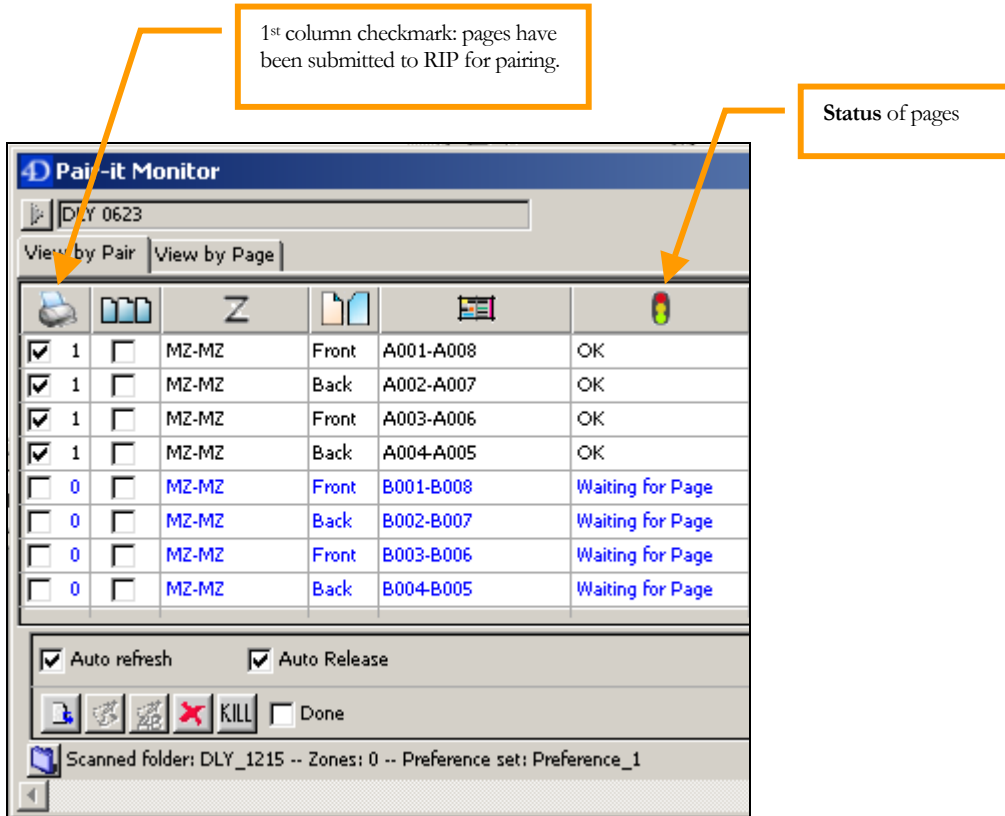 1st column checkmark: pages have
been submitted to RIP for pairing.
Status of pages
4D Pair-it Monitor
DLY 0623
View by Pair View by Page
Z
1 MZ-MZ Front A001-A008 OK
1 MZ-MZ Back A002-A007 OK
1 MZ-MZ Front A003-A006 OK
1 MZ-MZ Back A004-A005 OK
0 MZ-MZ Front B001-B008 Waiting for Page
0 MZ-MZ Back B002-B007 Waiting for Page
0 MZ-MZ Front B003-B006 Waiting for Page
0 MZ-MZ Back B004-B005 Waiting for Page
Auto refresh Auto Release
KILL Done
Scanned folder: DLY_1215 -- Zones: 0 -- Preference set: Preference_1